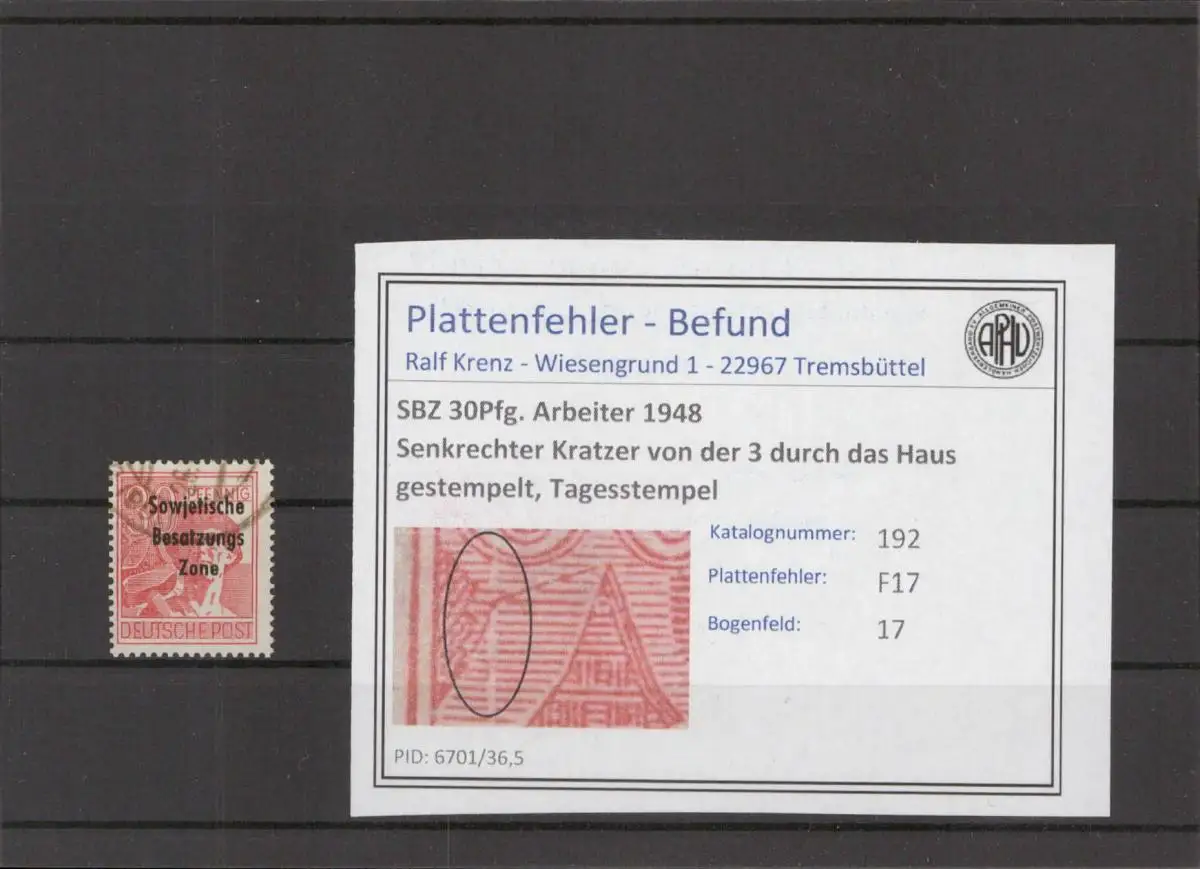 PFENNIG
Sowjetische
Besatzungs
Zone
DEUTSCHE POST
Plattenfehler - Befund
Ralf Krenz - Wiesengrund 1 - 22967 Tremsbüttel
APHV
SBZ 30Pfg. Arbeiter 1948
Senkrechter Kratzer von der 3 durch das Haus
gestempelt, Tagesstempel
Katalognummer: 192
Plattenfehler: F17
Bogenfeld: 17
PID: 6701/36,5